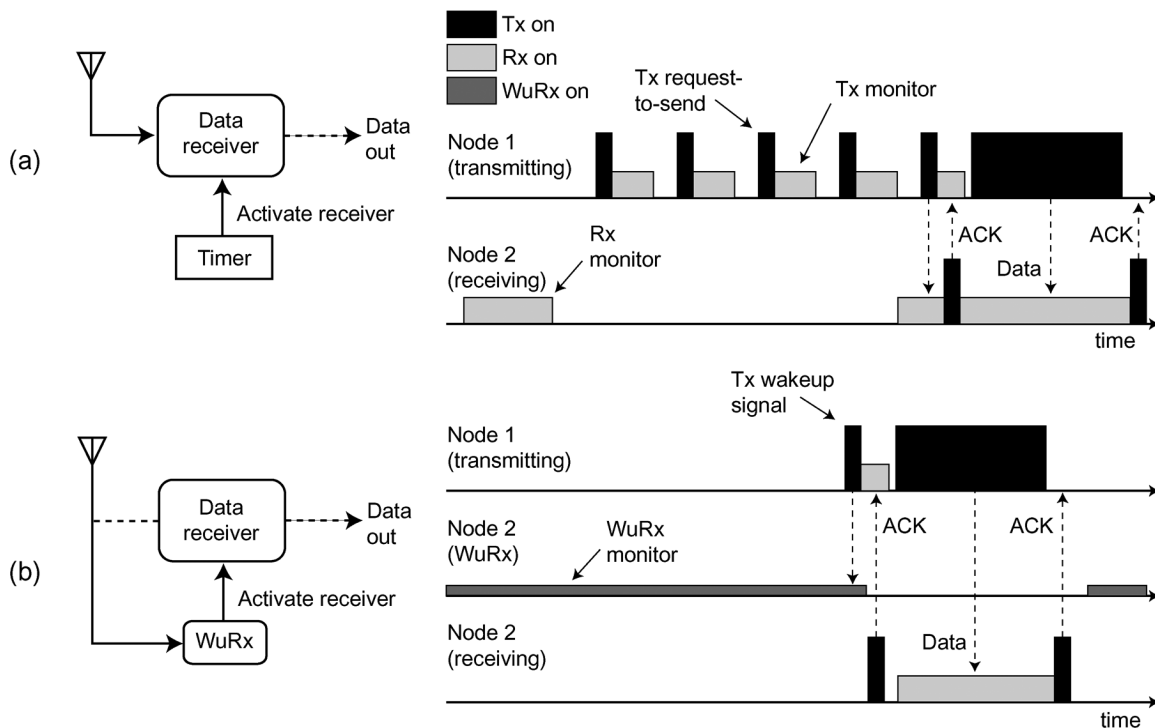 Tx on
Rx on
WuRx on
(a)
Data
receiver
Data
out
Activate receiver
Timer
Tx request-
to-send
Tx monitor
Node 1
(transmitting)
ACK
ACK
Rx
monitor
Node 2
(receiving)
Data
time
(b)
Data
receiver
Data
out
Activate receiver
WuRx
Tx wakeup
signal
Node 1
(transmitting)
ACK
ACK
Node 2
(WuRx)
WuRx
monitor
Node 2
(receiving)
Data
time